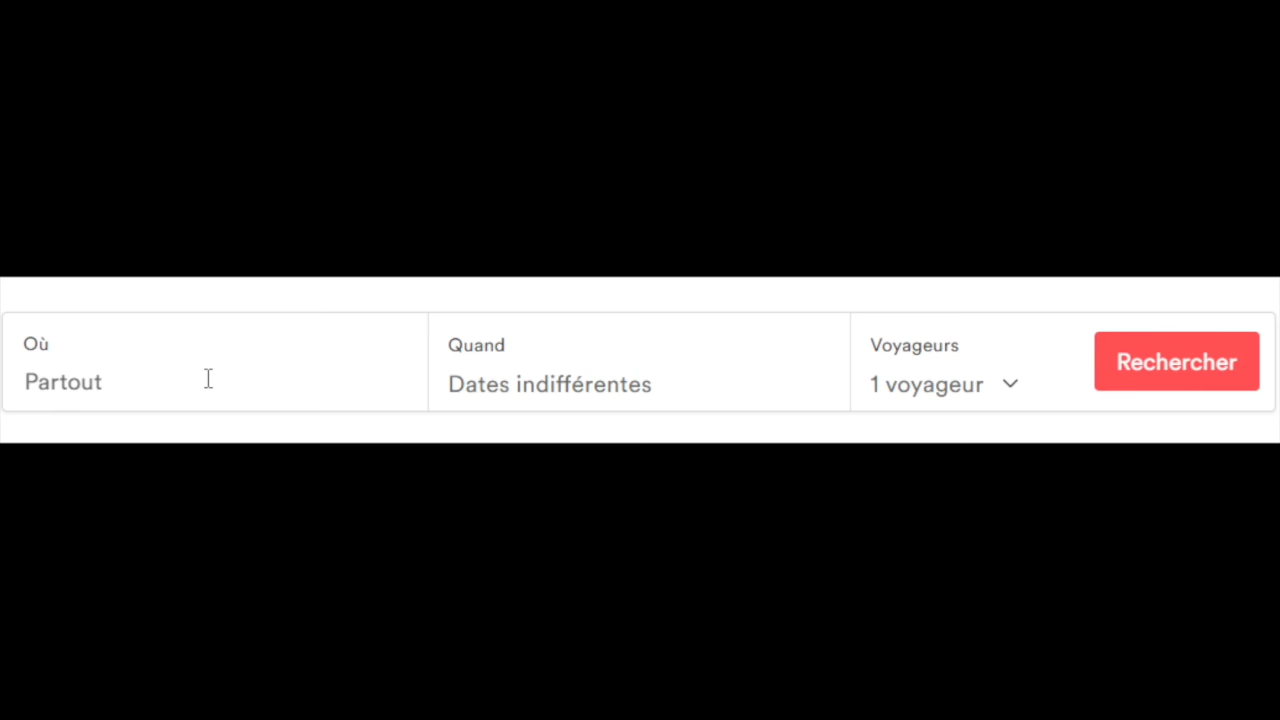 Où
Partout
Quand
Dates indifférentes
Voyageurs
1 voyageur
Rechercher